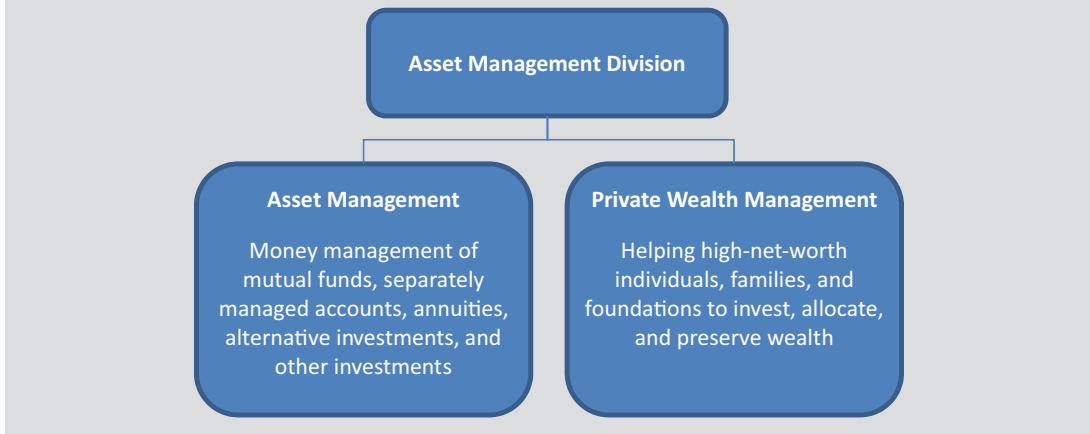 Asset Management Division
Asset Management
Money management of
mutual funds, separately
managed accounts, annuities,
alternative investments, and
other investments
Private Wealth Management
Helping high-net-worth
individuals, families, and
foundations to invest, allocate,
and preserve wealth